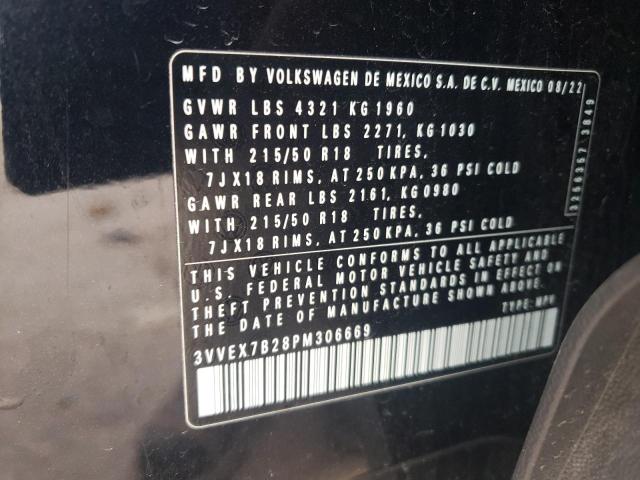 MFD BY VOLKSWAGEN DE MEXICO S.A. DE C.V. MEXICO 08/22
GVWR LBS 4321 KG 1960
GAWR FRONT LBS 2271, KG 1030
WITH 215/50 R18 TIRES,
7JX18 RIMS, AT 250 KPA, 36 PSI COLD
GAWR REAR LBS 2161, KG 0980
WITH 215/50 R18 TIRES,
7JX18 RIMS, AT 250 KPA, 36 PSI COLD
THIS VEHICLE CONFORMS TO ALL APPLICABLE
U.S. FEDERAL MOTOR VEHICLE SAFETY AND
THEFT PREVENTION STANDARDS IN EFFECT ON
THE DATE OF MANUFACTURE SHOWN ABOVE.
TYPE: MPV
3VVEX7B28PM306669
3849